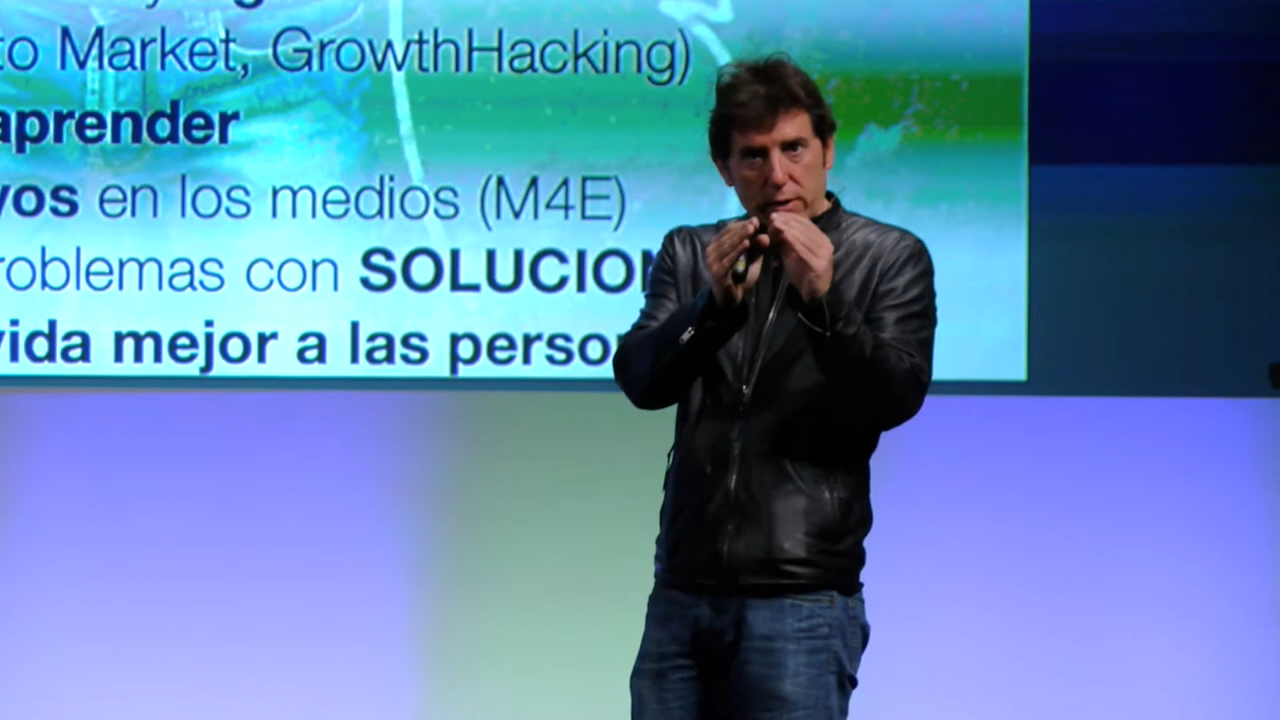 to Market, GrowthHacking)
aprender
vos en los medios (M4E)
roblemas con SOLUCION
vida mejor a las perso